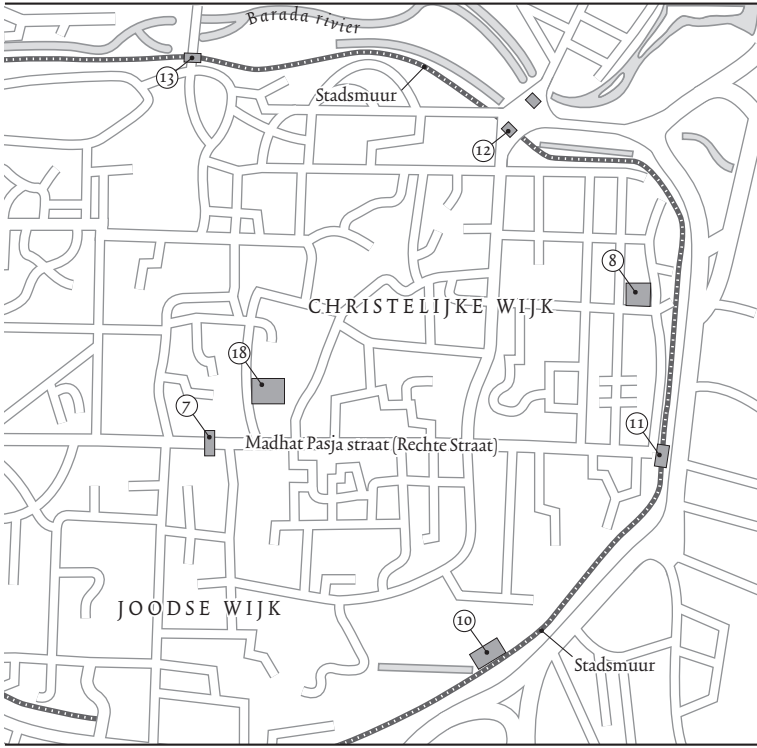 Barada rivier
13
Stadsmuur
12
8
CHRISTELIJKE WIJK
18
7
11
Madhat Pasja straat (Rechte Straat)
JOODSE WIJK
10
Stadsmuur